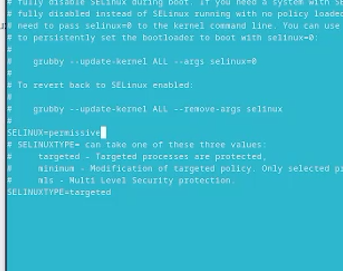 # fully disable SELinux during boot. If you need a system with SE
# fully disabled instead of SELinux running with no policy loaded
# need to pass selinux=0 to the kernel command line. You can use
# to persistently set the bootloader to boot with selinux=0:
#
#    grubby --update-kernel ALL --args selinux=0
#
# To revert back to SELinux enabled:
#
#    grubby --update-kernel ALL --remove-args selinux
#
SELINUX=permissive
# SELINUXTYPE= can take one of these three values:
#     targeted - Targeted processes are protected,
#     minimum - Modification of targeted policy. Only selected pr
#     mls - Multi Level Security protection.
SELINUXTYPE=targeted